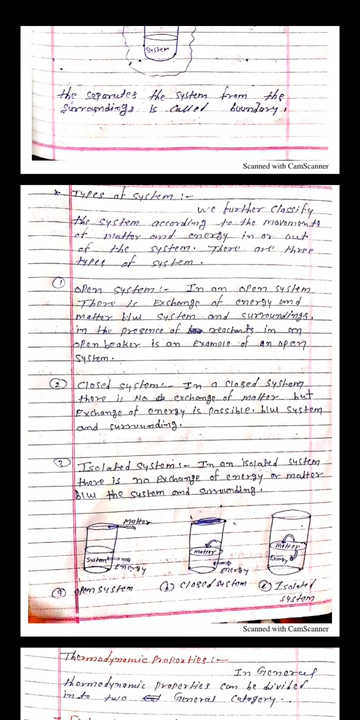 System
the separates the system from the
surroundings is called boundary.
Scanned with CamScanner
* Types of system :-
We further classify
the system according to the movements
of matter and energy in or out
of the system. There are three
types of system.
① Open system :- In an open system
There is Exchange of energy and
matter b/w system and surroundings.
in the presence of reactants in an
open beaker is an Example of an open
system.
② Closed system :- In a closed system
there is no exchange of matter but
Exchange of energy is possible. b/w system
and surrounding.
③ Isolated system :- In an isolated system
there is no Exchange of energy or matter
b/w the system and surrounding.
Matter
System
Energy
Matter
Energy
Matter
Energy
(a) open system (b) closed system (c) Isolated
system
Scanned with CamScanner
Thermodynamic Properties :-
In General
thermodynamic properties can be divided
into two General Category.